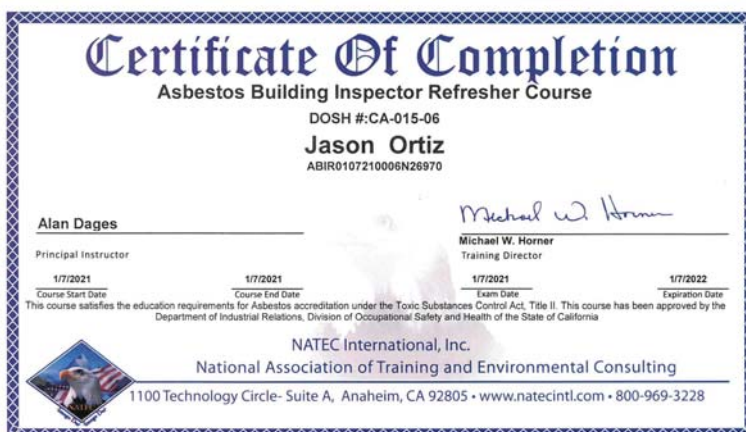 Certificate Of Completion
Asbestos Building Inspector Refresher Course
DOSH #:CA-015-06
Jason Ortiz
ABIR0107210006N26970
Michael W. Horner
Alan Dages
Michael W. Horner
Principal Instructor
Training Director
1/7/2021 1/7/2021 1/7/2021 1/7/2022
Course Start Date Course End Date Exam Date Expiration Date
This course satisfies the education requirements for Asbestos accreditation under the Toxic Substances Control Act, Title II. This course has been approved by the
Department of Industrial Relations, Division of Occupational Safety and Health of the State of California
NATEC International, Inc.
National Association of Training and Environmental Consulting
NATEC
1100 Technology Circle- Suite A, Anaheim, CA 92805 • www.natecintl.com • 800-969-3228